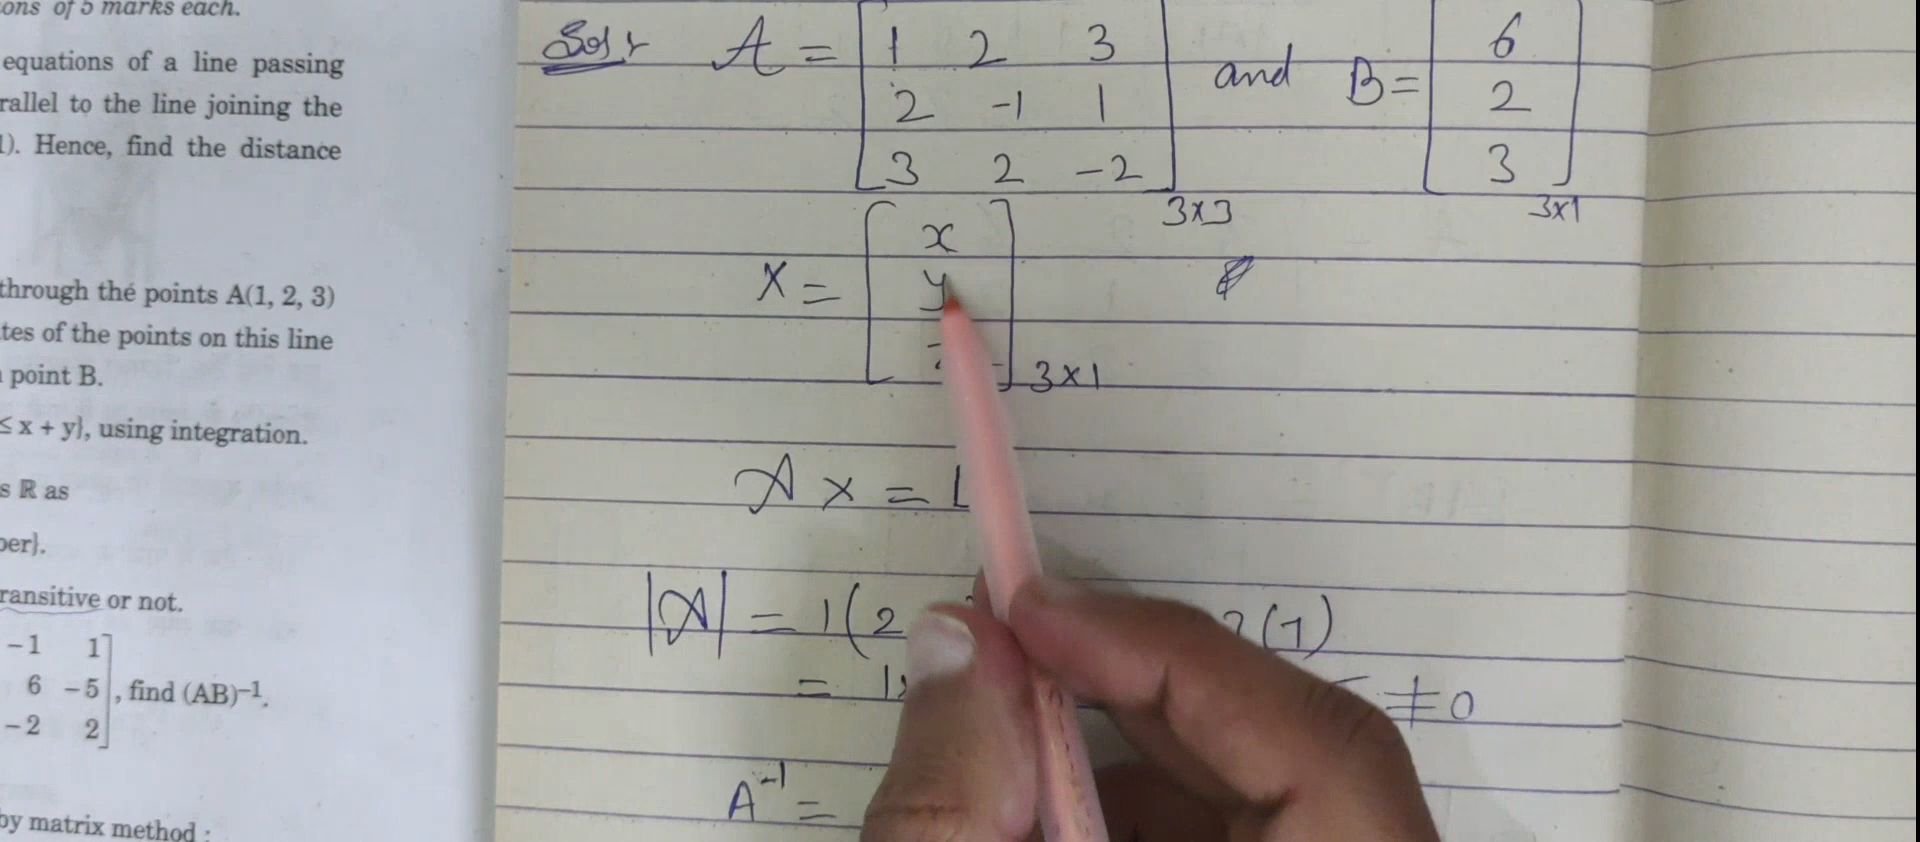 ons of 5 marks each.
equations of a line passing
rallel to the line joining the
1). Hence, find the distance
through the points A(1, 2, 3)
tes of the points on this line
point B.
≤ x + y}, using integration.
s ℝ as
ber}.
ransitive or not.
-1 1
6 -5 , find (AB)⁻¹.
-2 2
by matrix method :
A = [ 1 2 3 and B = [ 6
2 -1 1 2
3 2 -2 ] 3x3 3 ] 3x1
X = [ x
y
] 3x1
A x =
|A| = 1(2 (7)
= ≠ 0
A⁻¹ =